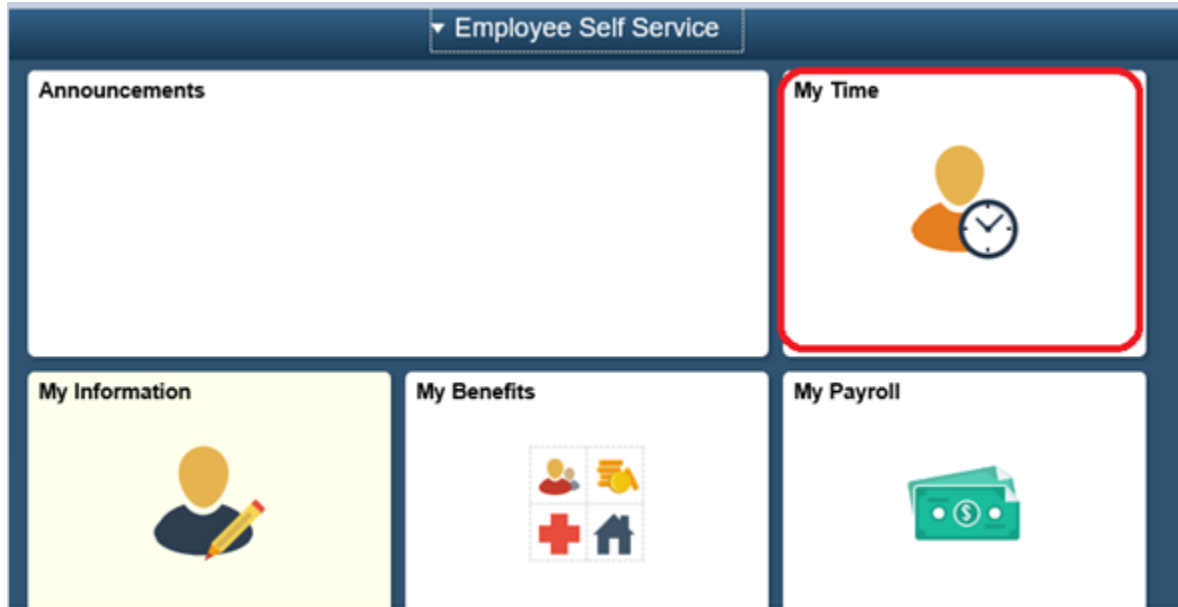 Employee Self Service
Announcements
My Time
My Information
My Benefits
My Payroll